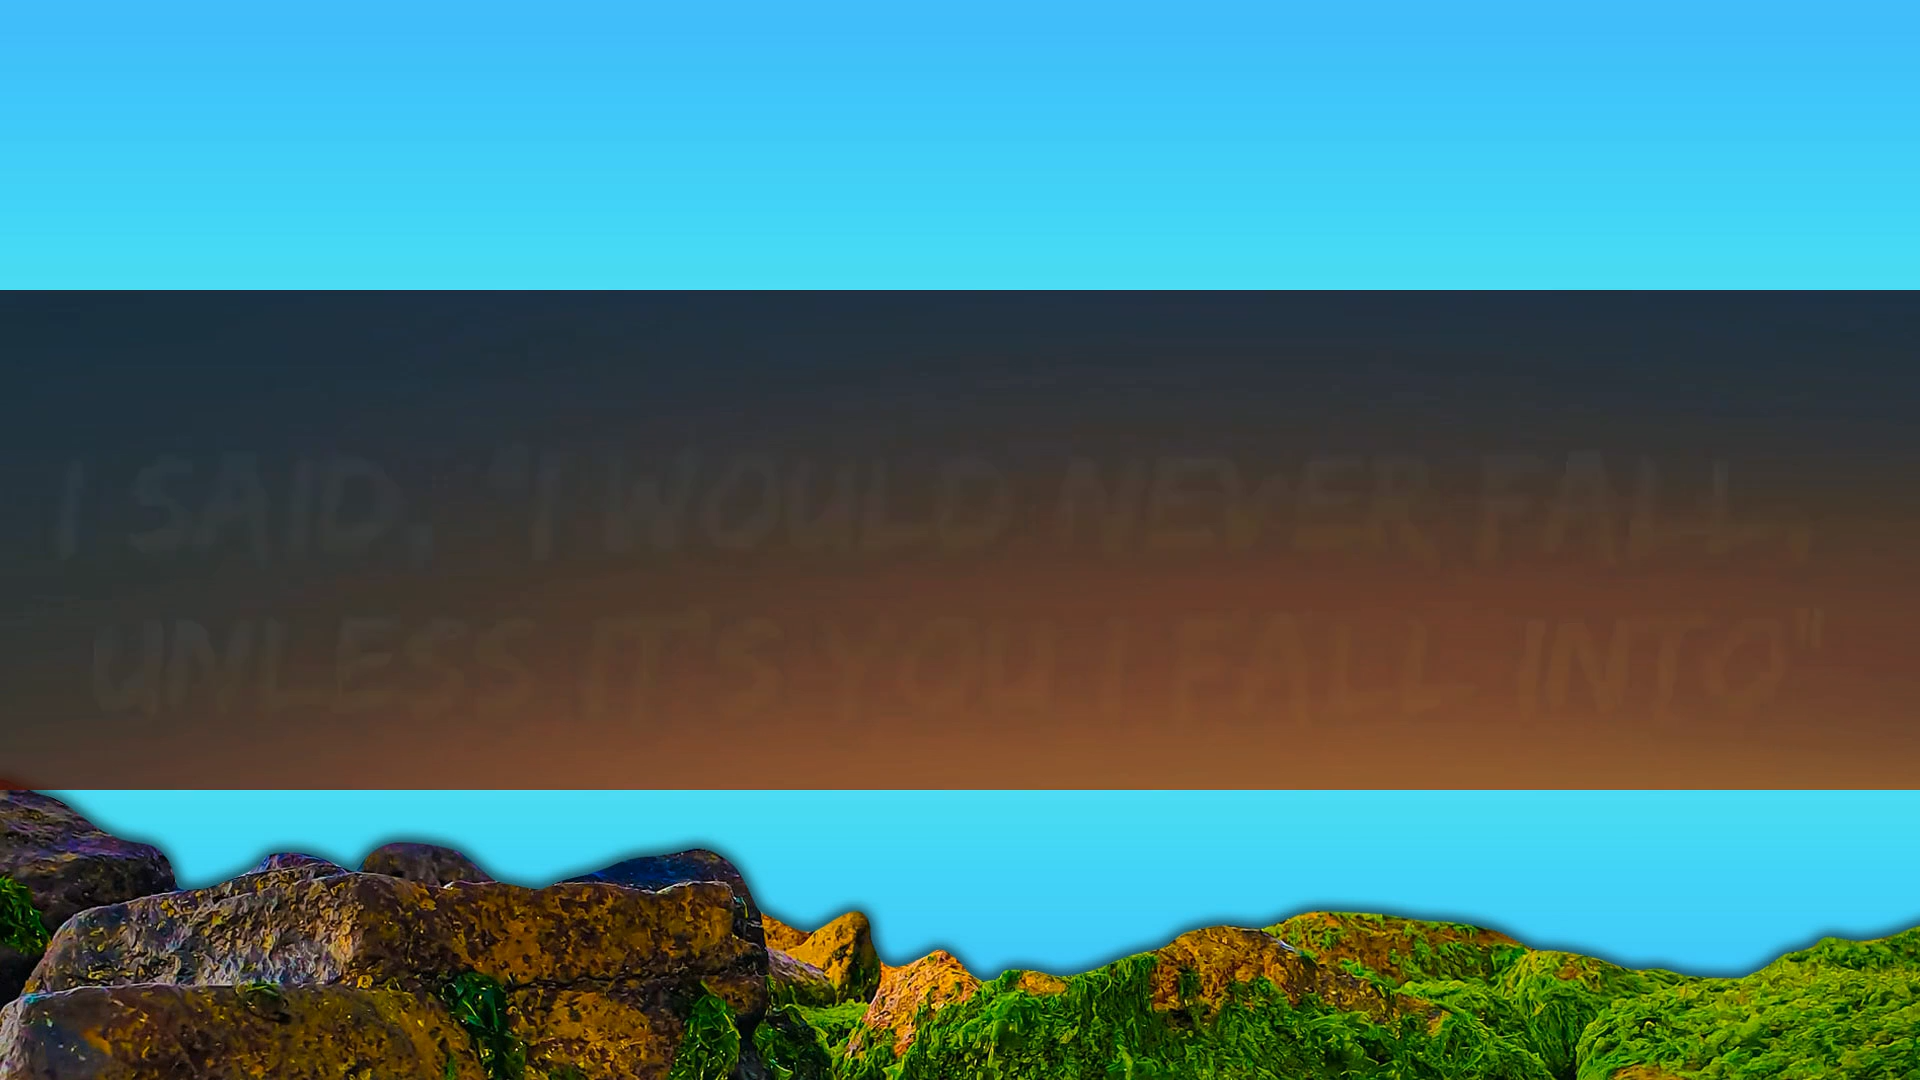 I SAID, "I WOULD NEVER FALL,
UNLESS IT'S YOU I FALL INTO"